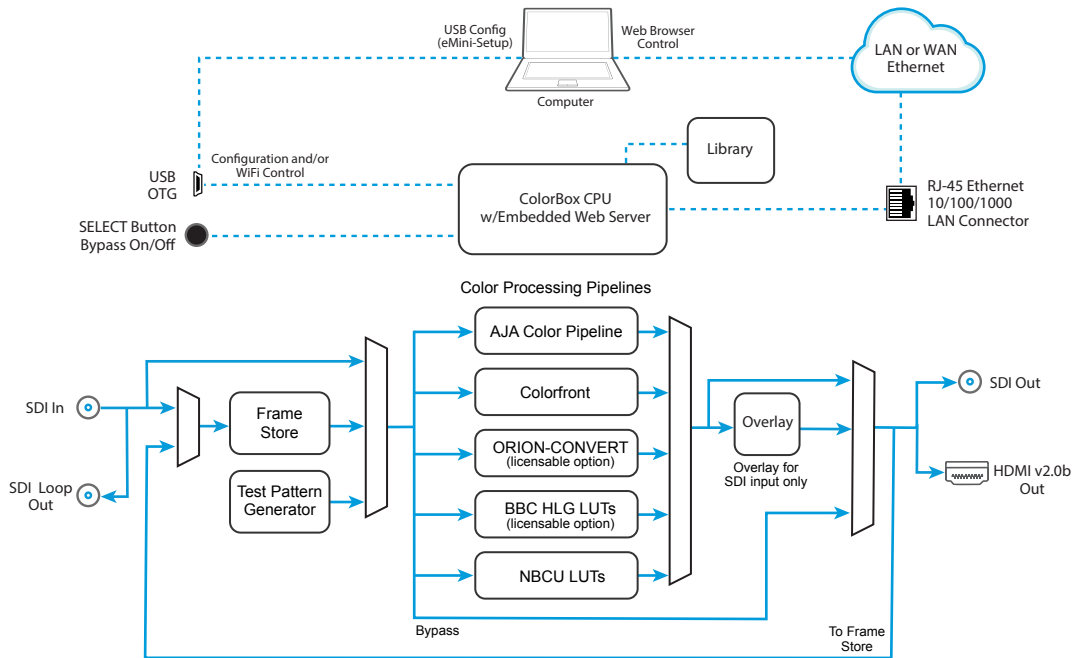 USB Config
(eMini-Setup)
Web Browser
Control
LAN or WAN
Ethernet
Computer
Library
Configuration and/or
WiFi Control
USB
OTG
ColorBox CPU
w/Embedded Web Server
RJ-45 Ethernet
10/100/1000
LAN Connector
SELECT Button
Bypass On/Off
Color Processing Pipelines
AJA Color Pipeline
Colorfront
SDI In
Frame
Store
ORION-CONVERT
(licensable option)
Overlay
Overlay for
SDI input only
SDI Out
SDI Loop
Out
Test Pattern
Generator
BBC HLG LUTs
(licensable option)
HDMI v2.0b
Out
NBCU LUTs
Bypass
To Frame
Store